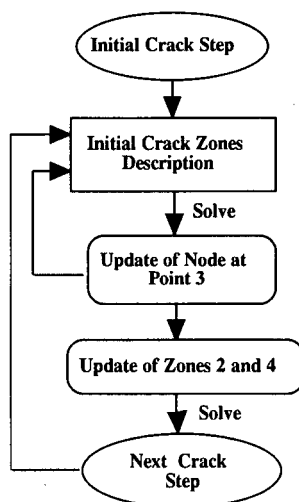 Initial Crack Step
Initial Crack Zones
Description
Solve
Update of Node at
Point 3
Update of Zones 2 and 4
Solve
Next Crack
Step